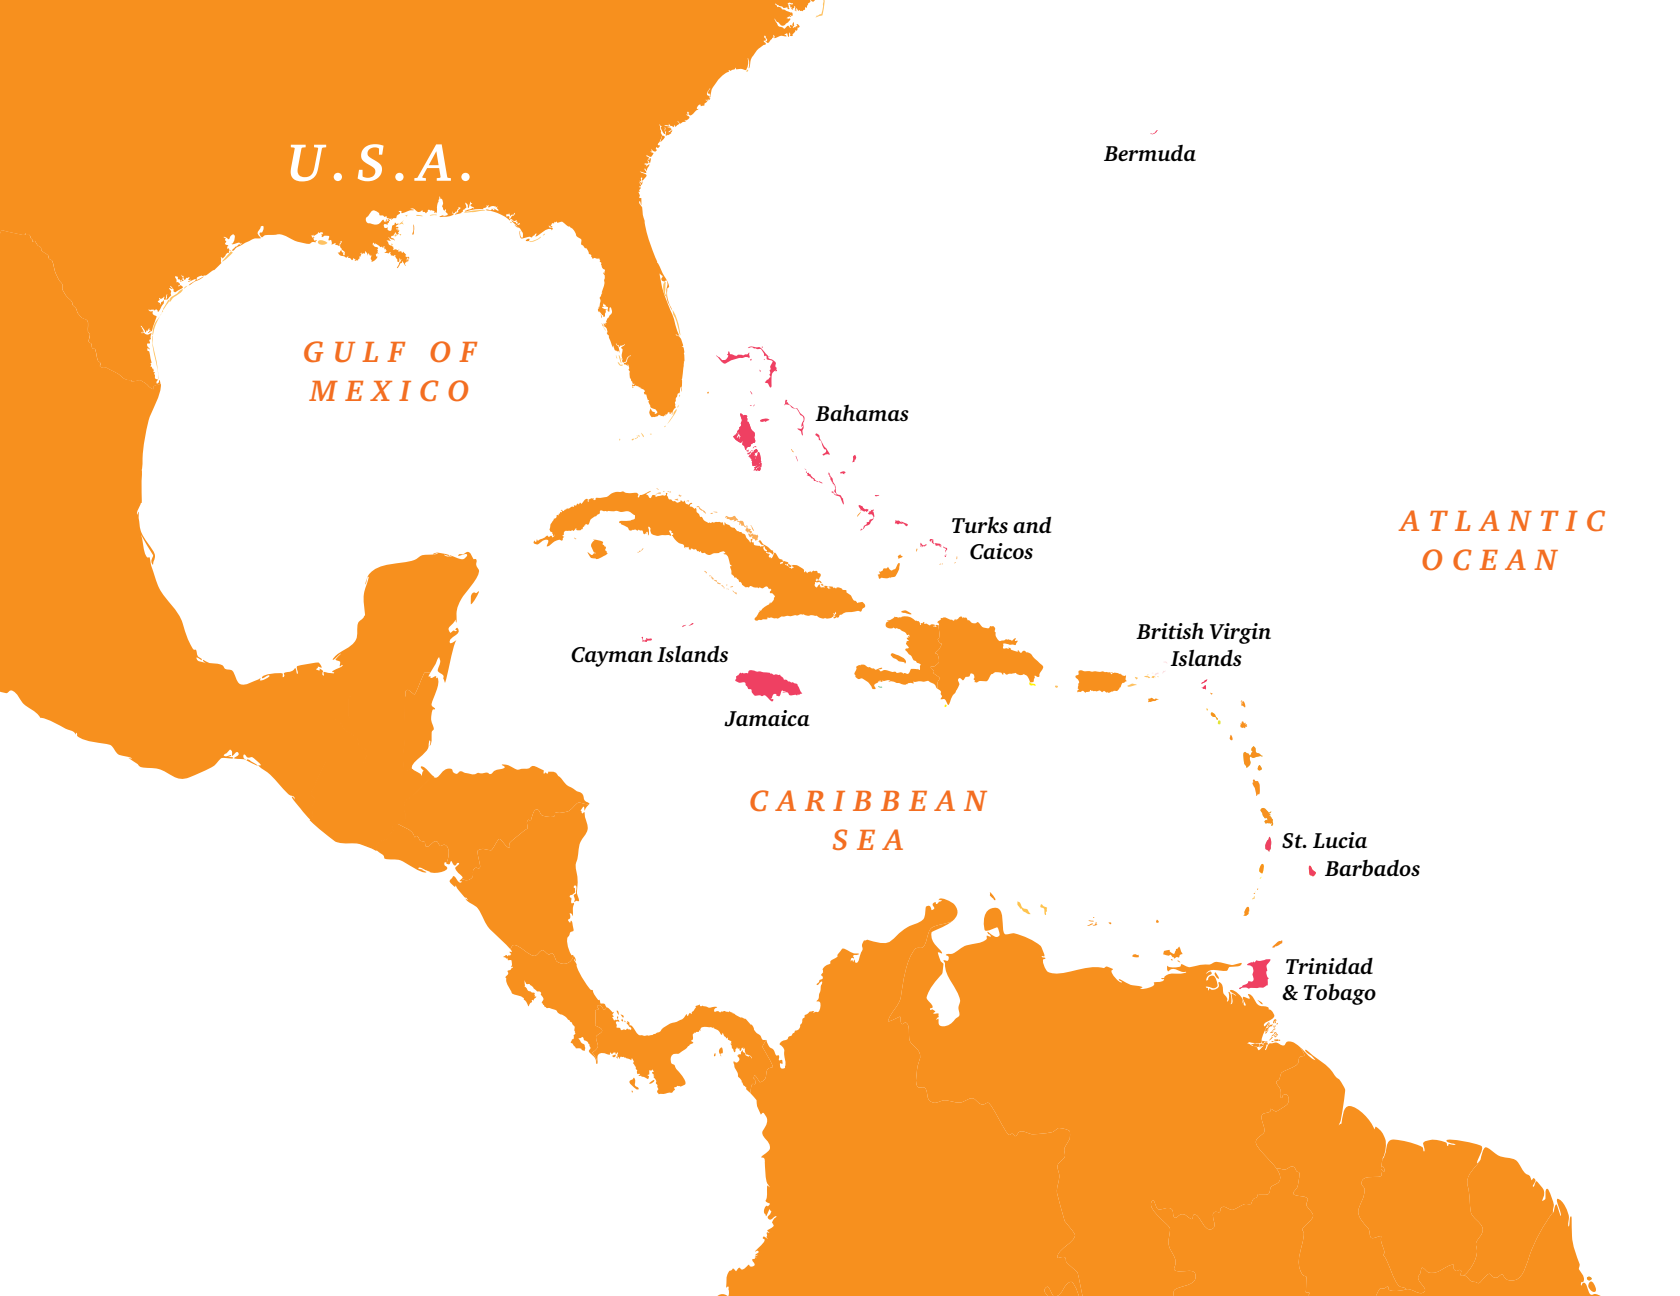 U.S.A.
Bermuda
GULF OF
MEXICO
Bahamas
Turks and
Caicos
ATLANTIC
OCEAN
British Virgin
Islands
Cayman Islands
Jamaica
CARIBBEAN
SEA
St. Lucia
Barbados
Trinidad
& Tobago